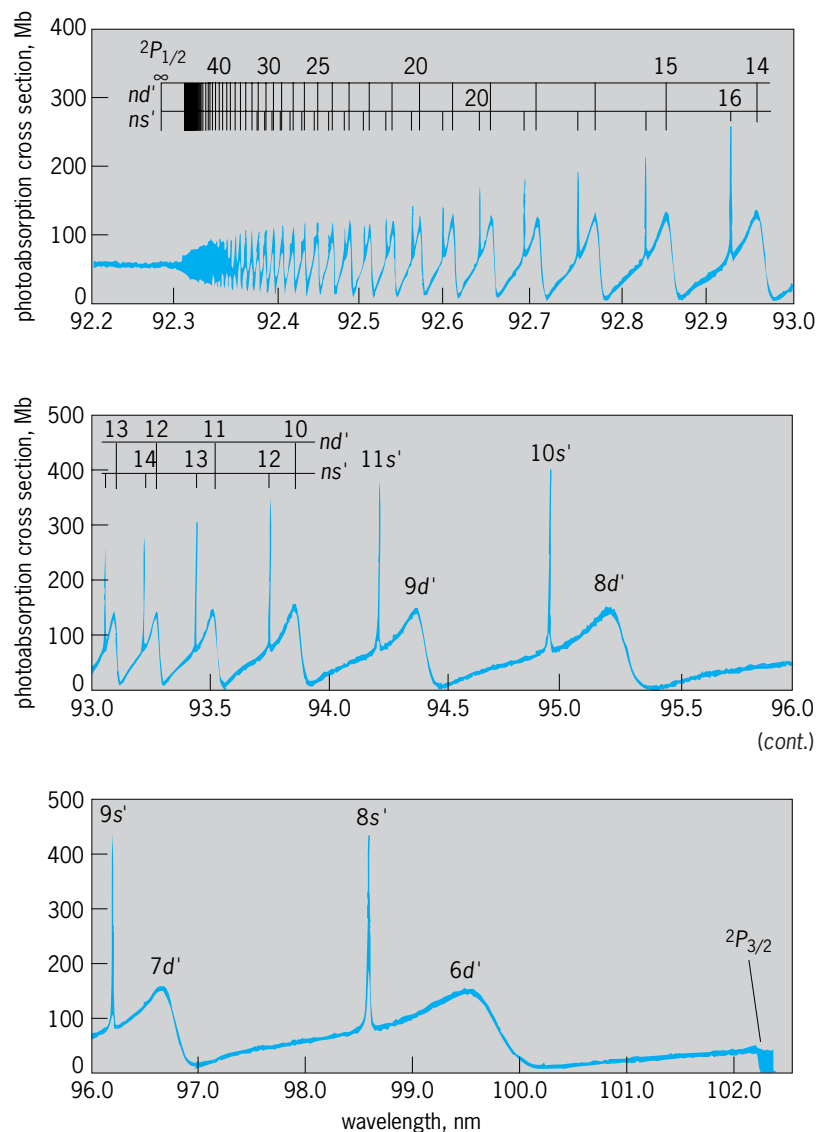 photoabsorption cross section, Mb
400
300
200
100
0
²P₁/₂
∞
40 30 25 20 15 14
nd'
20 16
ns'
92.2 92.3 92.4 92.5 92.6 92.7 92.8 92.9 93.0
photoabsorption cross section, Mb
500
400
300
200
100
0
13 12 11 10 nd'
14 13 12 ns'
11s' 10s'
9d' 8d'
93.0 93.5 94.0 94.5 95.0 95.5 96.0
(cont.)
500
400
300
200
100
0
9s' 8s'
7d' 6d' ²P₃/₂
96.0 97.0 98.0 99.0 100.0 101.0 102.0
wavelength, nm